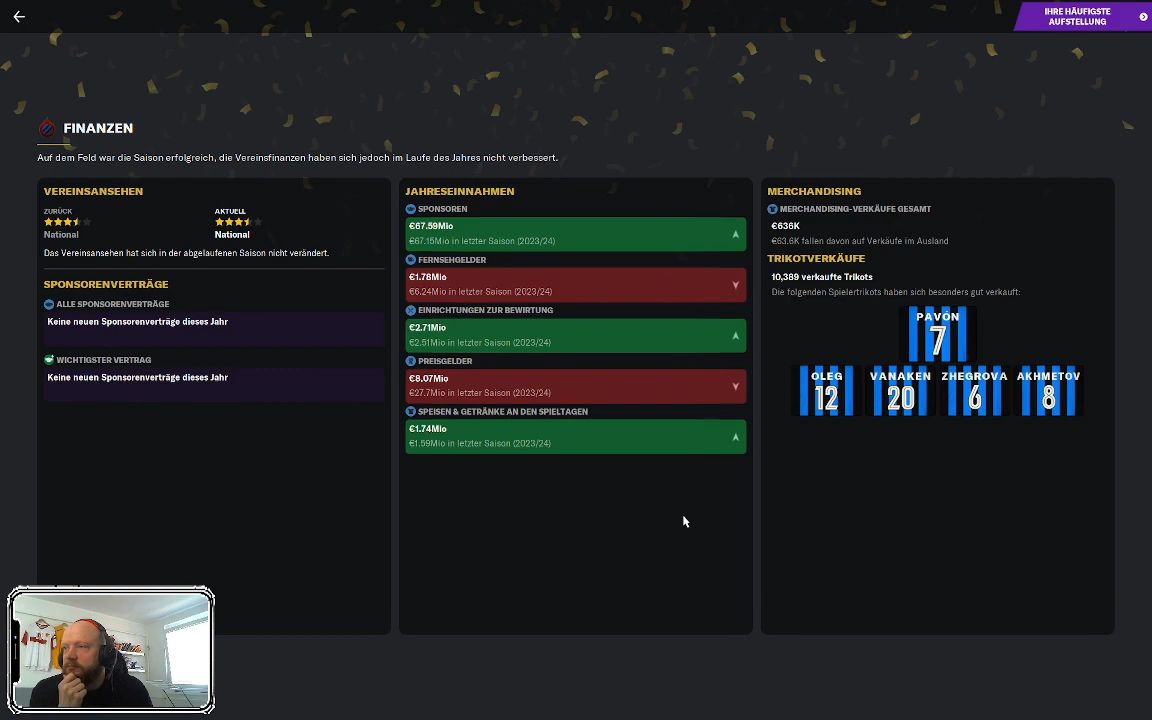 IHRE HÄUFIGSTE
AUFSTELLUNG
FINANZEN
Auf dem Feld war die Saison erfolgreich, die Vereinsfinanzen haben sich jedoch im Laufe des Jahres nicht verbessert.
VEREINSANSEHEN
ZURÜCK AKTUELL
National National
Das Vereinsansehen hat sich in der abgelaufenen Saison nicht verändert.
SPONSORENVERTRÄGE
ALLE SPONSORENVERTRÄGE
Keine neuen Sponsorenverträge dieses Jahr
WICHTIGSTER VERTRAG
Keine neuen Sponsorenverträge dieses Jahr
JAHRESEINNAHMEN
SPONSOREN
€67.59Mio
€67.15Mio in letzter Saison (2023/24)
FERNSEHGELDER
€1.78Mio
€6.24Mio in letzter Saison (2023/24)
EINRICHTUNGEN ZUR BEWIRTUNG
€2.71Mio
€2.51Mio in letzter Saison (2023/24)
PREISGELDER
€8.07Mio
€27.7Mio in letzter Saison (2023/24)
SPEISEN & GETRÄNKE AN DEN SPIELTAGEN
€1.74Mio
€1.59Mio in letzter Saison (2023/24)
MERCHANDISING
MERCHANDISING-VERKÄUFE GESAMT
€636K
€63.6K fallen davon auf Verkäufe im Ausland
TRIKOTVERKÄUFE
10,389 verkaufte Trikots
Die folgenden Spielertrikots haben sich besonders gut verkauft:
PAVÓN
7
OLEG VANAKEN ZHEGROVA AKHMETOV
12 20 6 8